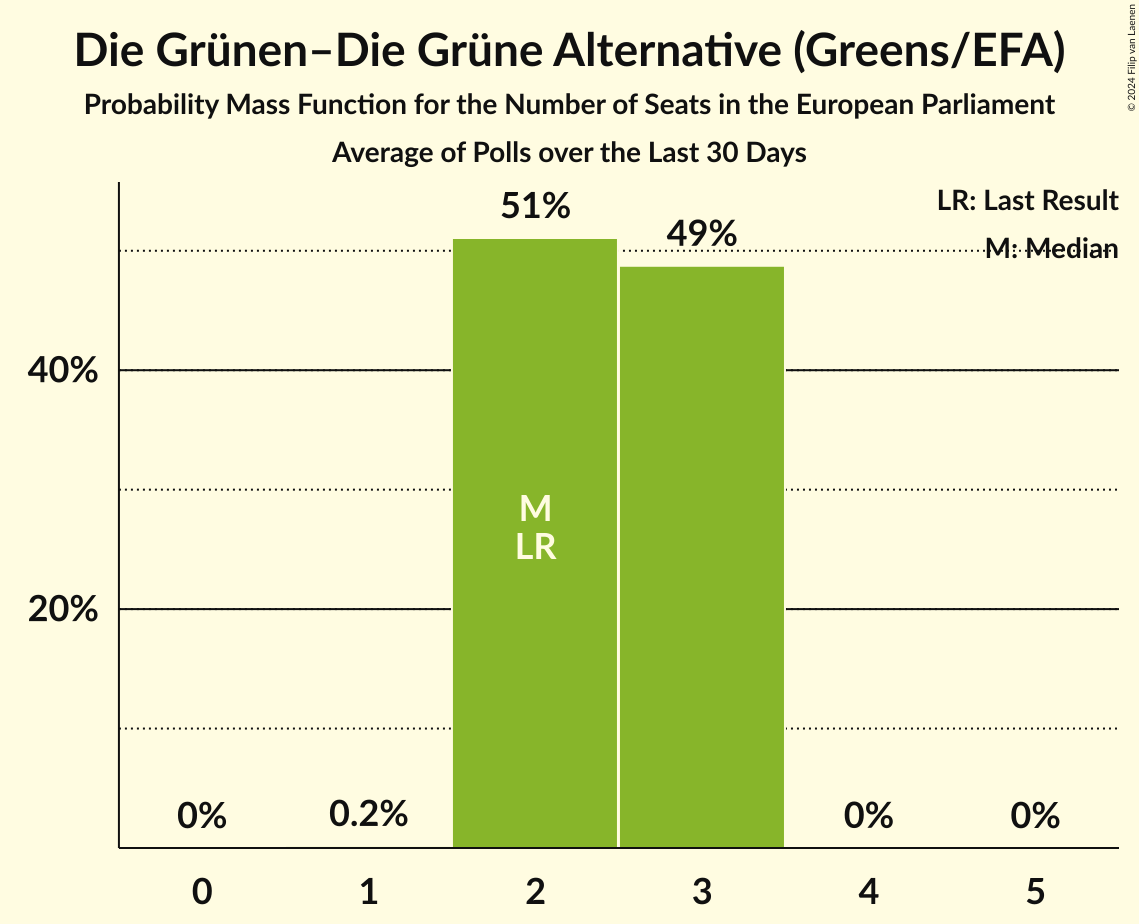 Die Grünen–Die Grüne Alternative (Greens/EFA)
Probability Mass Function for the Number of Seats in the European Parliament
Average of Polls over the Last 30 Days
© 2024 Filip van Laenen
LR: Last Result
M: Median
51%
49%
40%
20%
M
LR
0%
0.2%
0%
0%
0
1
2
3
4
5